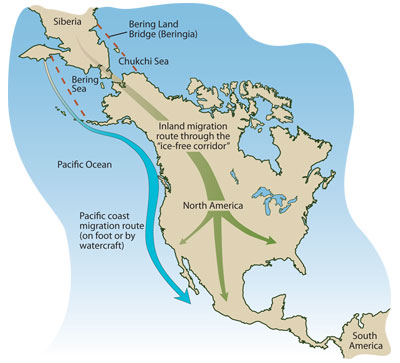 Siberia
Bering Land
Bridge (Beringia)
Chukchi Sea
Bering
Sea
Inland migration
route through the
"ice-free corridor"
Pacific Ocean
North America
Pacific coast
migration route
(on foot or by
watercraft)
South
America